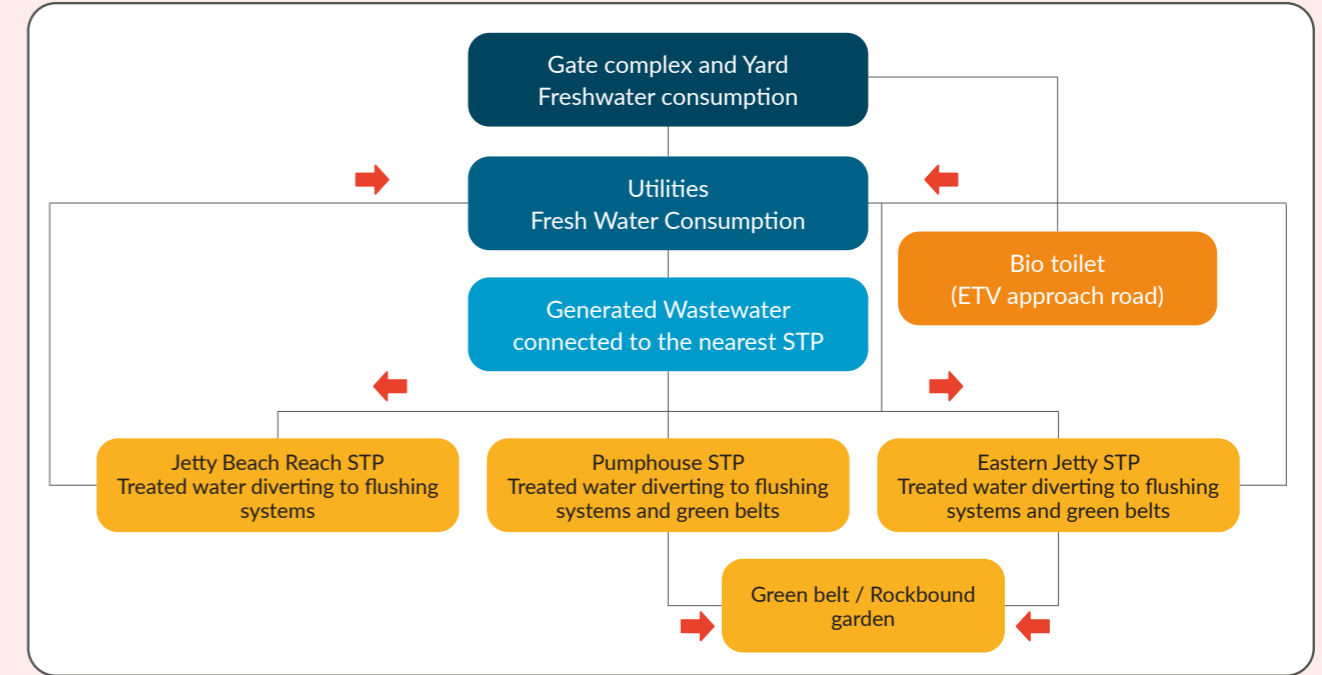 Gate complex and Yard
Freshwater consumption
Utilities
Fresh Water Consumption
Bio toilet
(ETV approach road)
Generated Wastewater
connected to the nearest STP
Jetty Beach Reach STP
Treated water diverting to flushing
systems
Pumphouse STP
Treated water diverting to flushing
systems and green belts
Eastern Jetty STP
Treated water diverting to flushing
systems and green belts
Green belt / Rockbound
garden